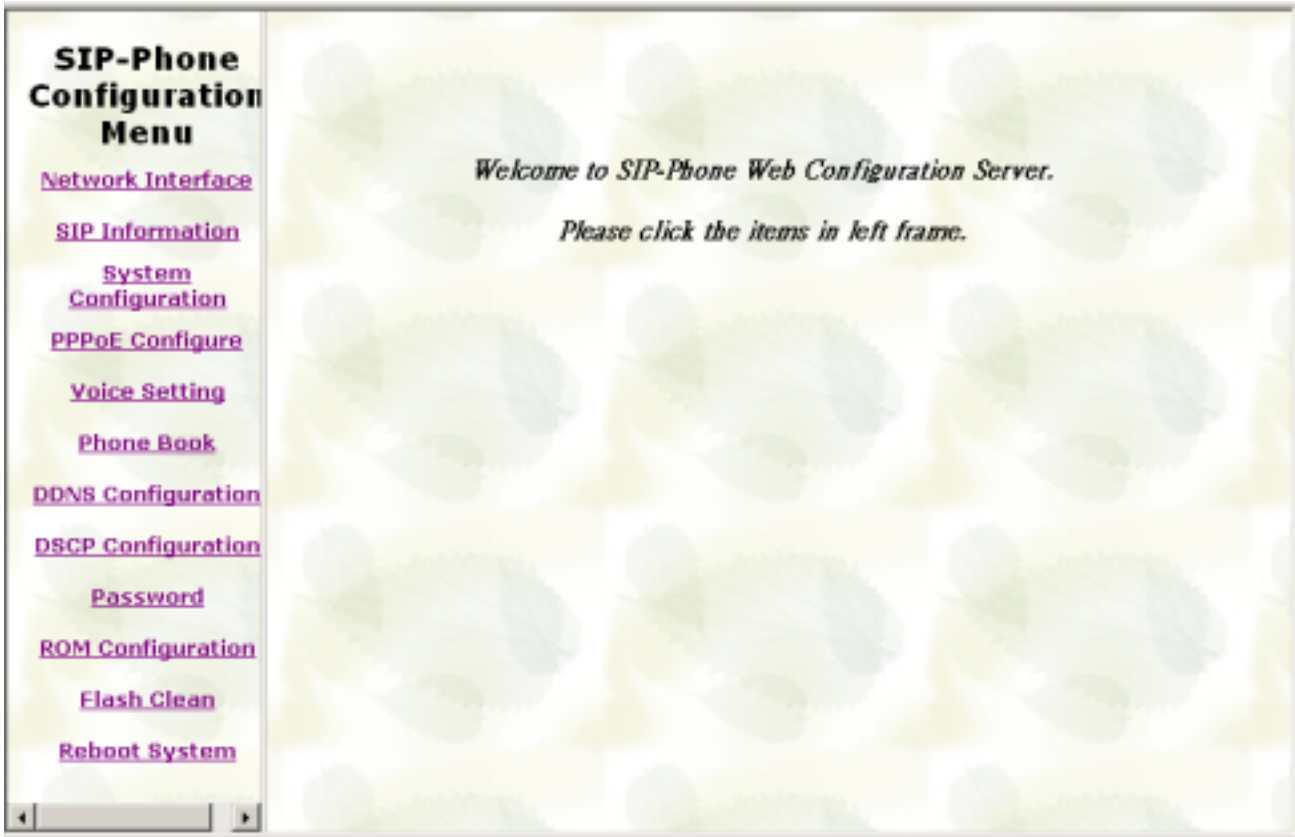 SIP-Phone
Configuration
Menu
Network Interface
SIP Information
System
Configuration
PPPoE Configure
Voice Setting
Phone Book
DDNS Configuration
DSCP Configuration
Password
ROM Configuration
Flash Clean
Reboot System
Welcome to SIP-Phone Web Configuration Server.
Please click the items in left frame.